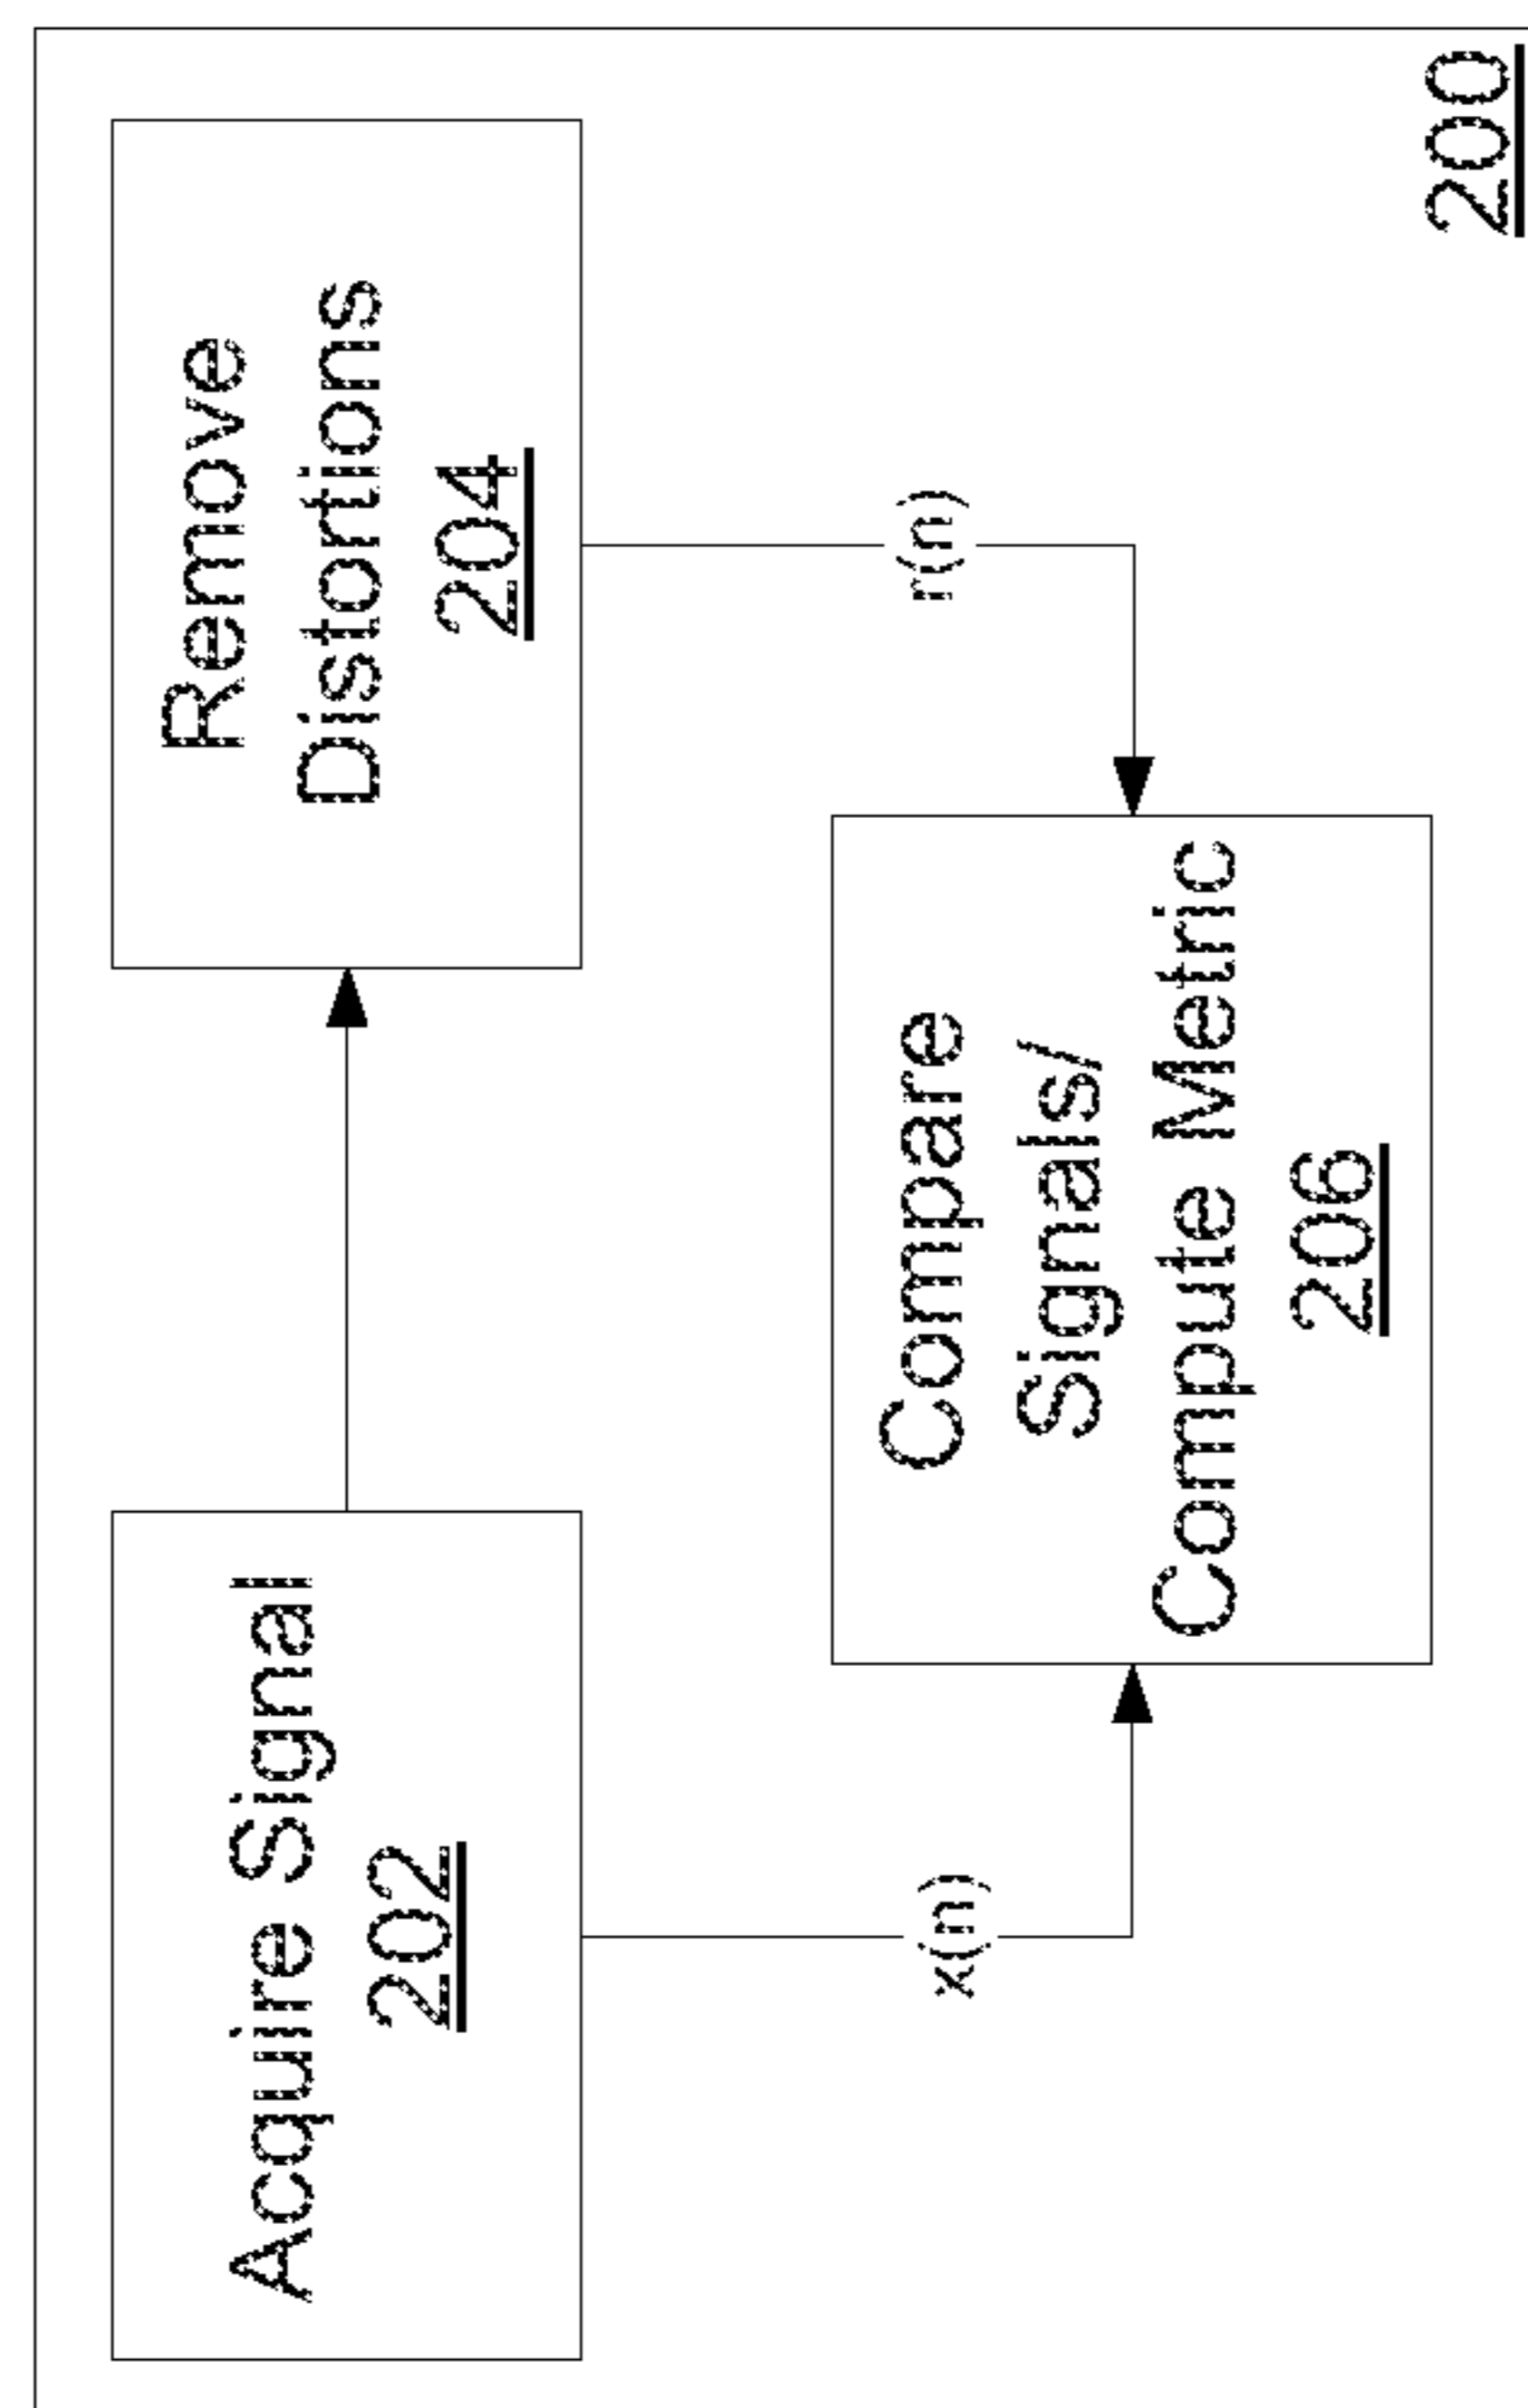 Acquire Signal
202
Remove
Distortions
204
x(n)
r(n)
Compare
Signals/
Compute Metric
206
200